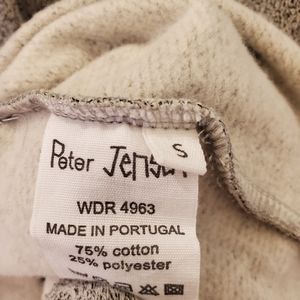 Peter Jensen
S
WDR 4963
MADE IN PORTUGAL
75% cotton
25% polyester